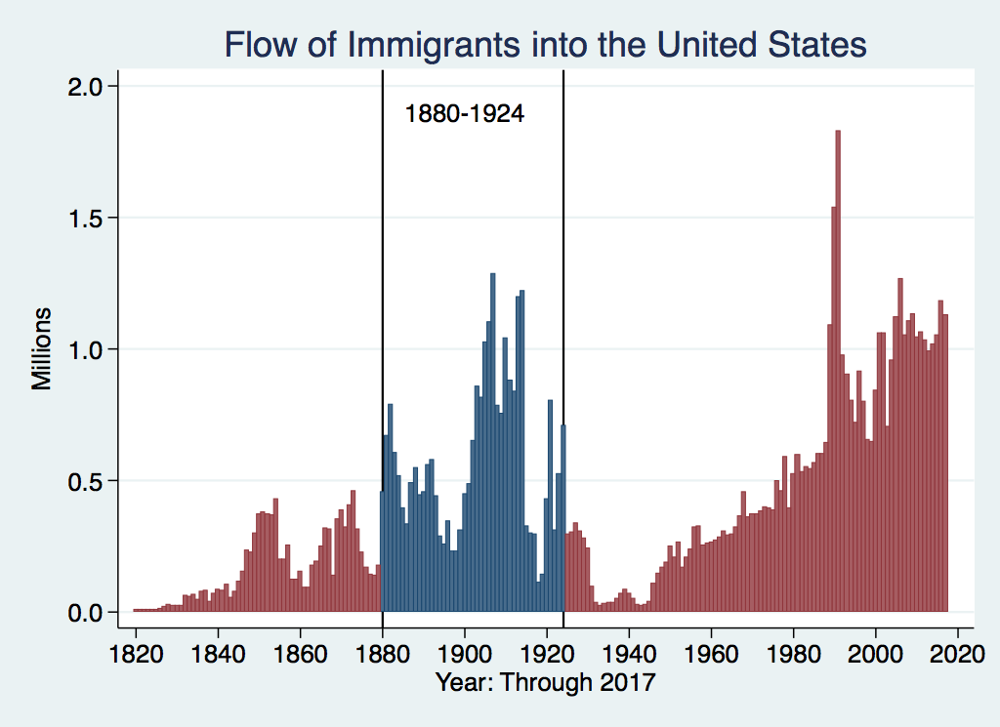 Flow of Immigrants into the United States
2.0
1880-1924
1.5
1.0
0.5
0.0
Millions
1820 1840 1860 1880 1900 1920 1940 1960 1980 2000 2020
Year: Through 2017